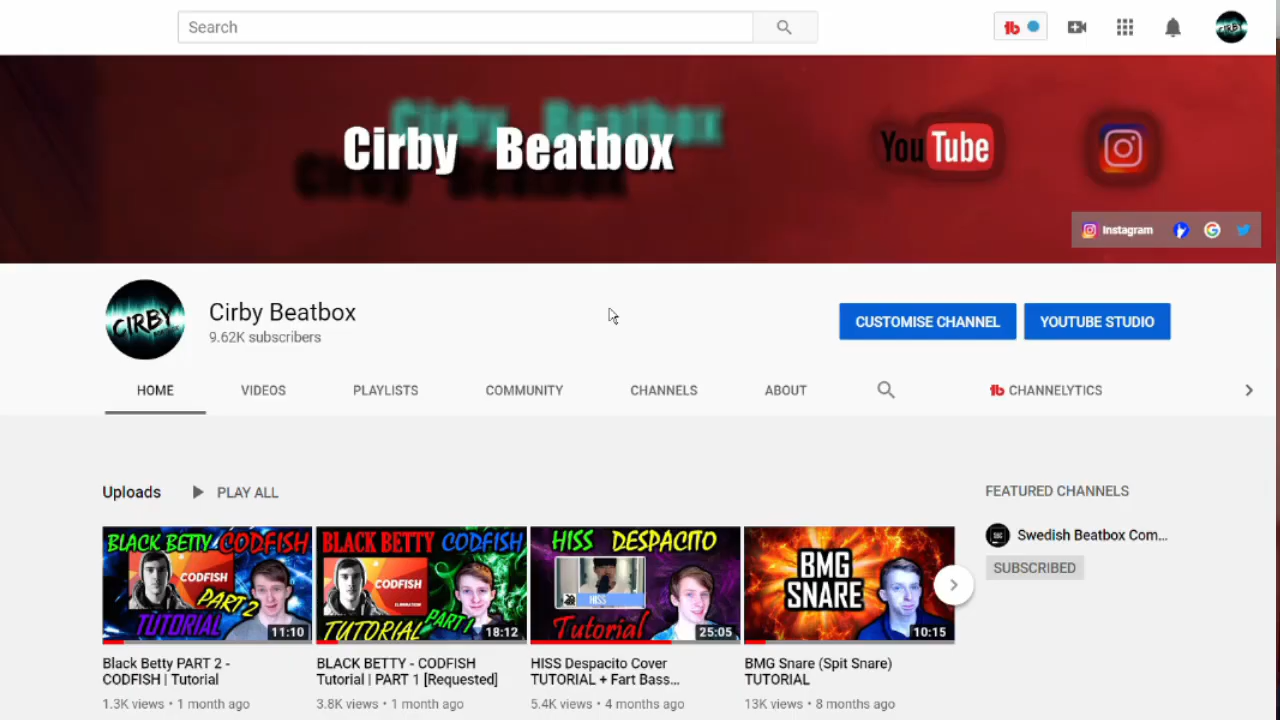 Search
Cirby Beatbox
YouTube
Instagram
CIRBY
Cirby Beatbox
9.62K subscribers
CUSTOMISE CHANNEL
YOUTUBE STUDIO
HOME
VIDEOS
PLAYLISTS
COMMUNITY
CHANNELS
ABOUT
CHANNELYTICS
Uploads
PLAY ALL
FEATURED CHANNELS
BLACK BETTY CODFISH
CODFISH
PART 2
TUTORIAL
11:10
BLACK BETTY CODFISH
CODFISH
PART 1
TUTORIAL
18:12
HISS DESPACITO
HISS
Tutorial
25:05
BMG
SNARE
10:15
Swedish Beatbox Com...
SUBSCRIBED
Black Betty PART 2 -
CODFISH | Tutorial
1.3K views • 1 month ago
BLACK BETTY - CODFISH
Tutorial | PART 1 [Requested]
3.8K views • 1 month ago
HISS Despacito Cover
TUTORIAL + Fart Bass...
5.4K views • 4 months ago
BMG Snare (Spit Snare)
TUTORIAL
13K views • 8 months ago